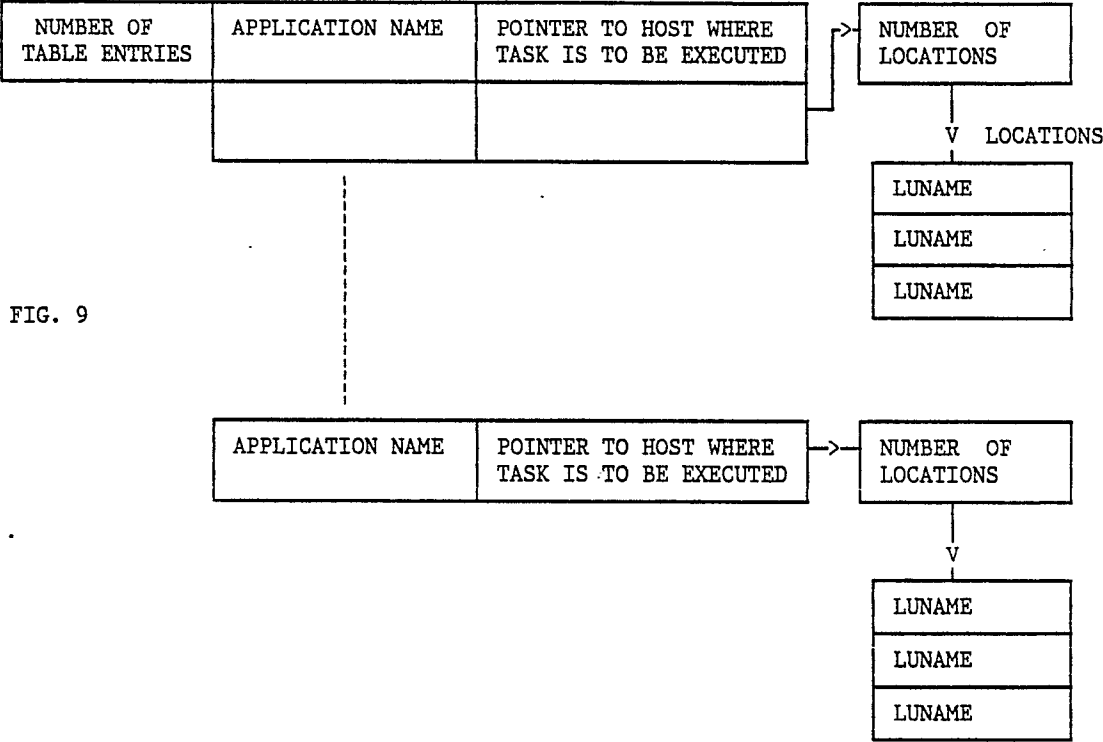 NUMBER OF
TABLE ENTRIES
APPLICATION NAME
POINTER TO HOST WHERE
TASK IS TO BE EXECUTED
NUMBER OF
LOCATIONS
V LOCATIONS
LUNAME
LUNAME
LUNAME
FIG. 9
APPLICATION NAME
POINTER TO HOST WHERE
TASK IS TO BE EXECUTED
NUMBER OF
LOCATIONS
V
LUNAME
LUNAME
LUNAME